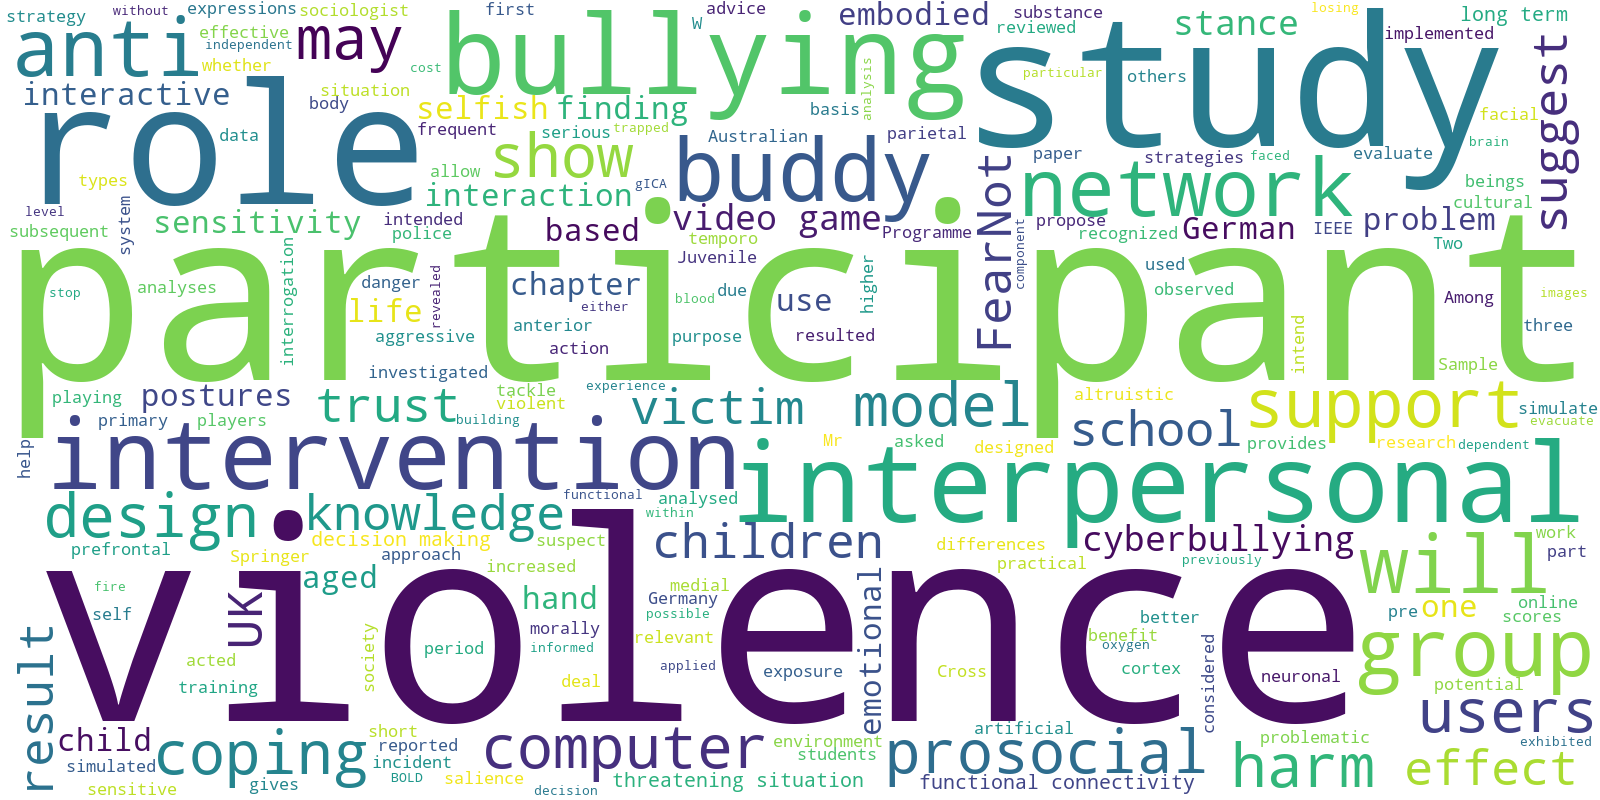 strategy
expressions
without
sociologist
first
advice
embodied
substance
losing
long term
anti
effective
independent
may
bullying
W
reviewed
stance
implemented
whether
cost
study
particular
others
suggest
interactive
role
body
situation
selfish
finding
basis
analysis
facial
data
frequent
serious
trapped
Australian
parietal
show
buddy
FearNot
paper
strategies
faced
evaluate
brain
types
allow
interaction
gICA
network
beings
cultural
level
subsequent
system
sensitivity
intended
police
based
video game
temporo
Programme
propose
recognized
German
IEEE
problem
Two
participant
stop
analyses
interrogation
danger
revealed
life
aggressive
chapter
either
anterior
action
Juvenile
blood
due
purpose
use
resulted
higher
component
used
observed
Among
images
three
intend
Sample
investigated
playing
postures
primary
players
trust
building
tackle
violent
experience
victim
model
altruistic
school
support
simulate
evacuate
help
intervention
Mr
asked
designed
provides
research
dependent
interpersonal
design
knowledge
functional
analysed
within
prefrontal
Springer
decision making
approach
suspect
increased
children
differences
practical
cyberbullying
previously
will
work
part
fire
self
UK
aged
hand
medial
Germany
possible
emotional
better
benefit
oxygen
pre
one
online
scores
violence
result
acted
training
society
period
morally
informed
relevant
applied
deal
exposure
Cross
cortex
considered
neuronal
group
potential
users
child
simulated
sensitive
coping
gives
short
reported
incident
BOLD
salience
computer
decision
environment
students
threatening situation
artificial
prosocial
functional connectivity
problematic
harm
exhibited
effect